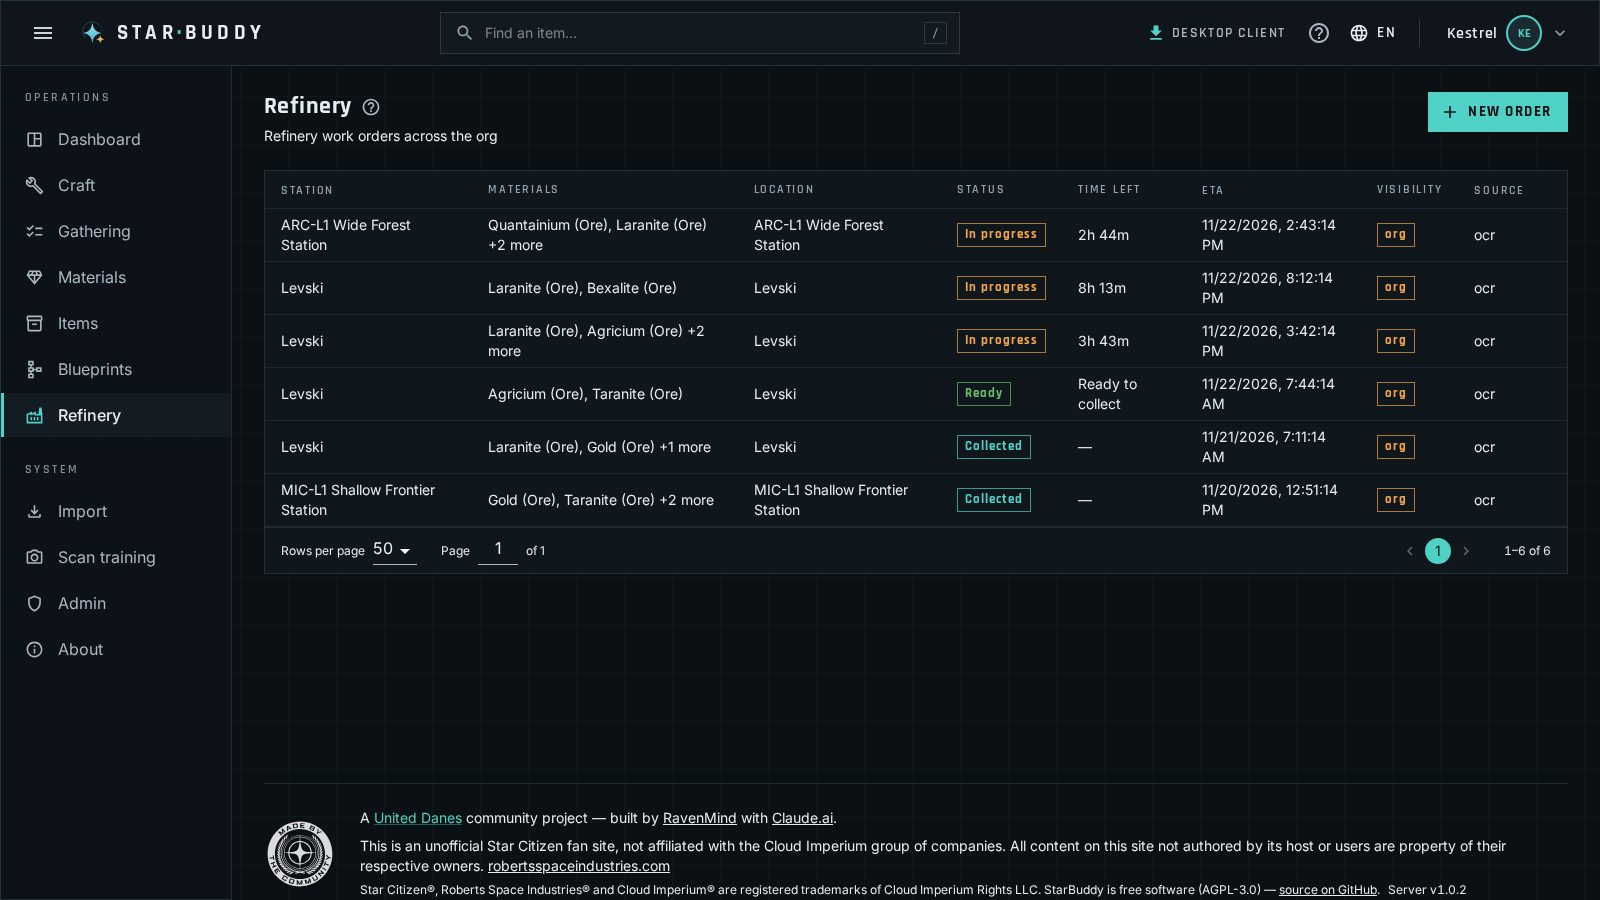 STAR·BUDDY
Find an item... /
DESKTOP CLIENT
EN
Kestrel KE
OPERATIONS
Dashboard
Craft
Gathering
Materials
Items
Blueprints
Refinery
SYSTEM
Import
Scan training
Admin
About
Refinery
Refinery work orders across the org
NEW ORDER
STATION MATERIALS LOCATION STATUS TIME LEFT ETA VISIBILITY SOURCE
ARC-L1 Wide Forest Station Quantainium (Ore), Laranite (Ore) +2 more ARC-L1 Wide Forest Station In progress 2h 44m 11/22/2026, 2:43:14 PM org ocr
Levski Laranite (Ore), Bexalite (Ore) Levski In progress 8h 13m 11/22/2026, 8:12:14 PM org ocr
Levski Laranite (Ore), Agricium (Ore) +2 more Levski In progress 3h 43m 11/22/2026, 3:42:14 PM org ocr
Levski Agricium (Ore), Taranite (Ore) Levski Ready Ready to collect 11/22/2026, 7:44:14 AM org ocr
Levski Laranite (Ore), Gold (Ore) +1 more Levski Collected — 11/21/2026, 7:11:14 AM org ocr
MIC-L1 Shallow Frontier Station Gold (Ore), Taranite (Ore) +2 more MIC-L1 Shallow Frontier Station Collected — 11/20/2026, 12:51:14 PM org ocr
Rows per page 50 Page 1 of 1 1 1–6 of 6
MADE BY THE COMMUNITY
A United Danes community project — built by RavenMind with Claude.ai.
This is an unofficial Star Citizen fan site, not affiliated with the Cloud Imperium group of companies. All content on this site not authored by its host or users are property of their
respective owners. robertsspaceindustries.com
Star Citizen®, Roberts Space Industries® and Cloud Imperium® are registered trademarks of Cloud Imperium Rights LLC. StarBuddy is free software (AGPL-3.0) — source on GitHub. Server v1.0.2